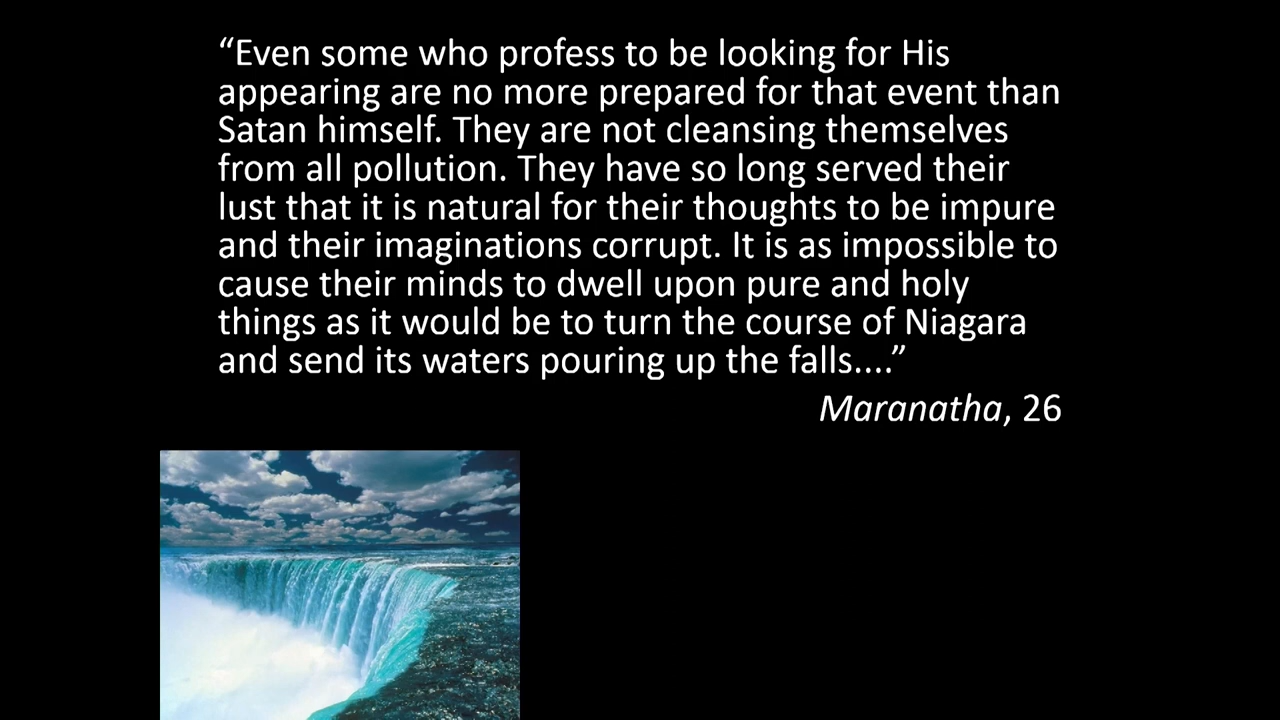 “Even some who profess to be looking for His
appearing are no more prepared for that event than
Satan himself. They are not cleansing themselves
from all pollution. They have so long served their
lust that it is natural for their thoughts to be impure
and their imaginations corrupt. It is as impossible to
cause their minds to dwell upon pure and holy
things as it would be to turn the course of Niagara
and send its waters pouring up the falls....”
Maranatha, 26